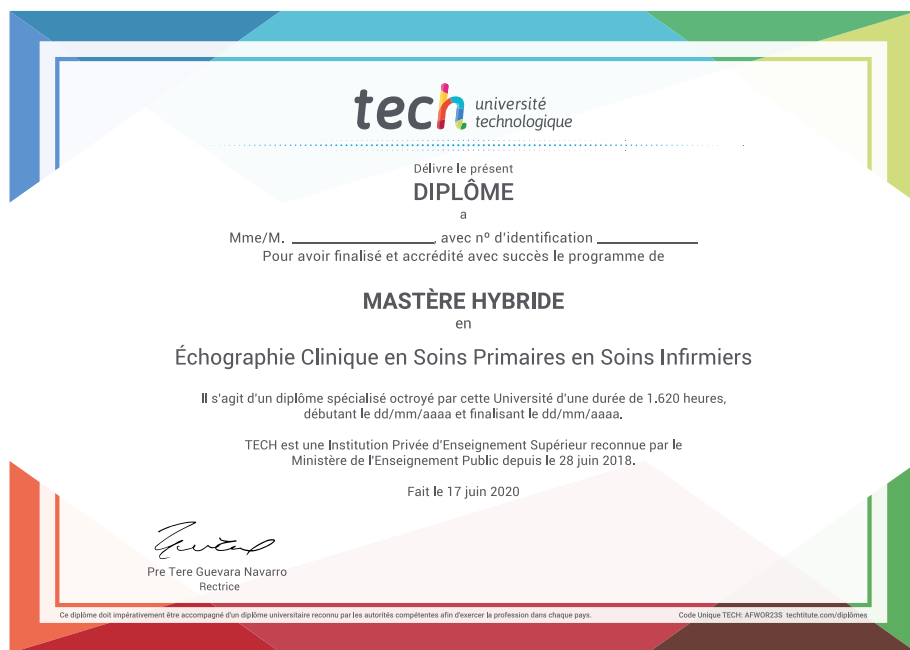 tech université
technologique
Délivre le présent
DIPLÔME
a
Mme/M. ____________, avec nº d'identification ____________
Pour avoir finalisé et accrédité avec succès le programme de
MASTÈRE HYBRIDE
en
Échographie Clinique en Soins Primaires en Soins Infirmiers
Il s'agit d'un diplôme spécialisé octroyé par cette Université d'une durée de 1.620 heures,
débutant le dd/mm/aaaa et finalisant le dd/mm/aaaa.
TECH est une Institution Privée d'Enseignement Supérieur reconnue par le
Ministère de l'Enseignement Public depuis le 28 juin 2018.
Fait le 17 juin 2020
Pre Tere Guevara Navarro
Rectrice
Ce diplôme doit impérativement être accompagné d'un diplôme universitaire reconnu par les autorités compétentes afin d'exercer la profession dans chaque pays. Code Unique TECH: AFWOR23S techtitute.com/diplômes